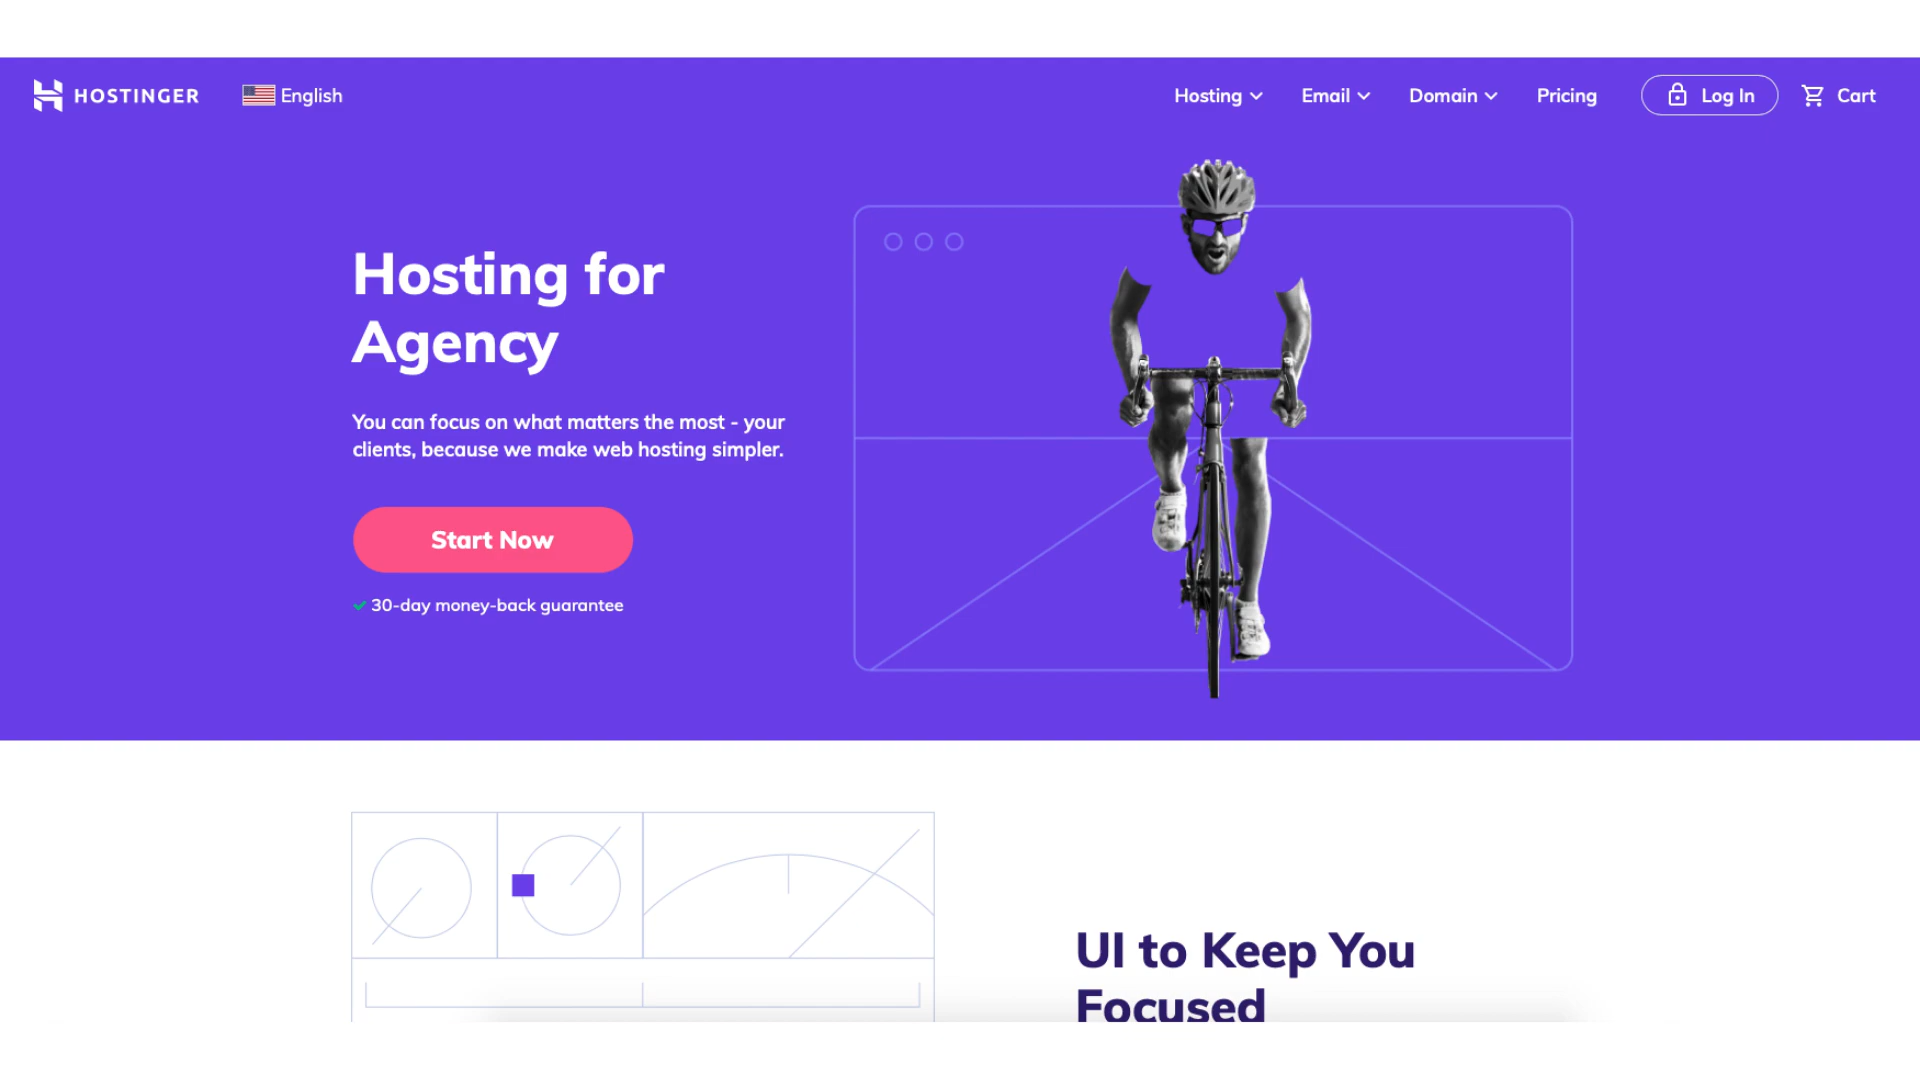 HOSTINGER English Hosting Email Domain Pricing Log In Cart
Hosting for
Agency
You can focus on what matters the most - your
clients, because we make web hosting simpler.
Start Now
30-day money-back guarantee
UI to Keep You
Focused